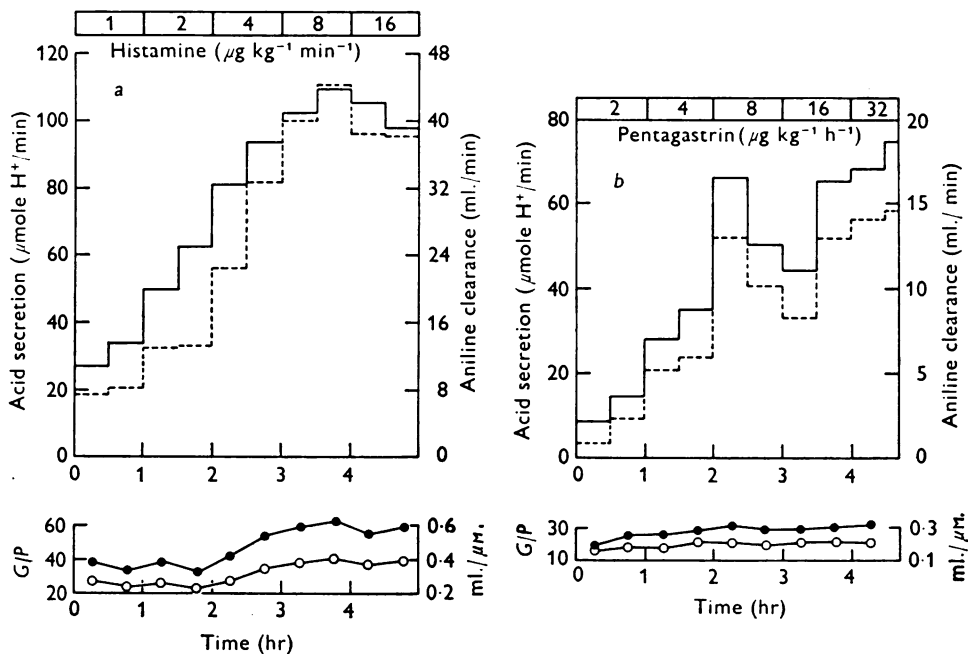 1 2 4 8 16
Histamine (μg kg⁻¹ min⁻¹)
a
Acid secretion (μmole H⁺/min)
120
100
80
60
40
20
0
48
40
32
24
16
8
0
Aniline clearance (ml./min)
0 1 2 3 4
G/P
60
40
20
0·6
0·4
0·2
ml./μM.
0 1 2 3 4
Time (hr)
2 4 8 16 32
Pentagastrin (μg kg⁻¹ h⁻¹)
b
Acid secretion (μmole H⁺/min)
80
60
40
20
0
20
15
10
5
0
Aniline clearance (ml./min)
0 1 2 3 4
G/P
30
10
0·3
0·1
ml./μM.
0 1 2 3 4
Time (hr)